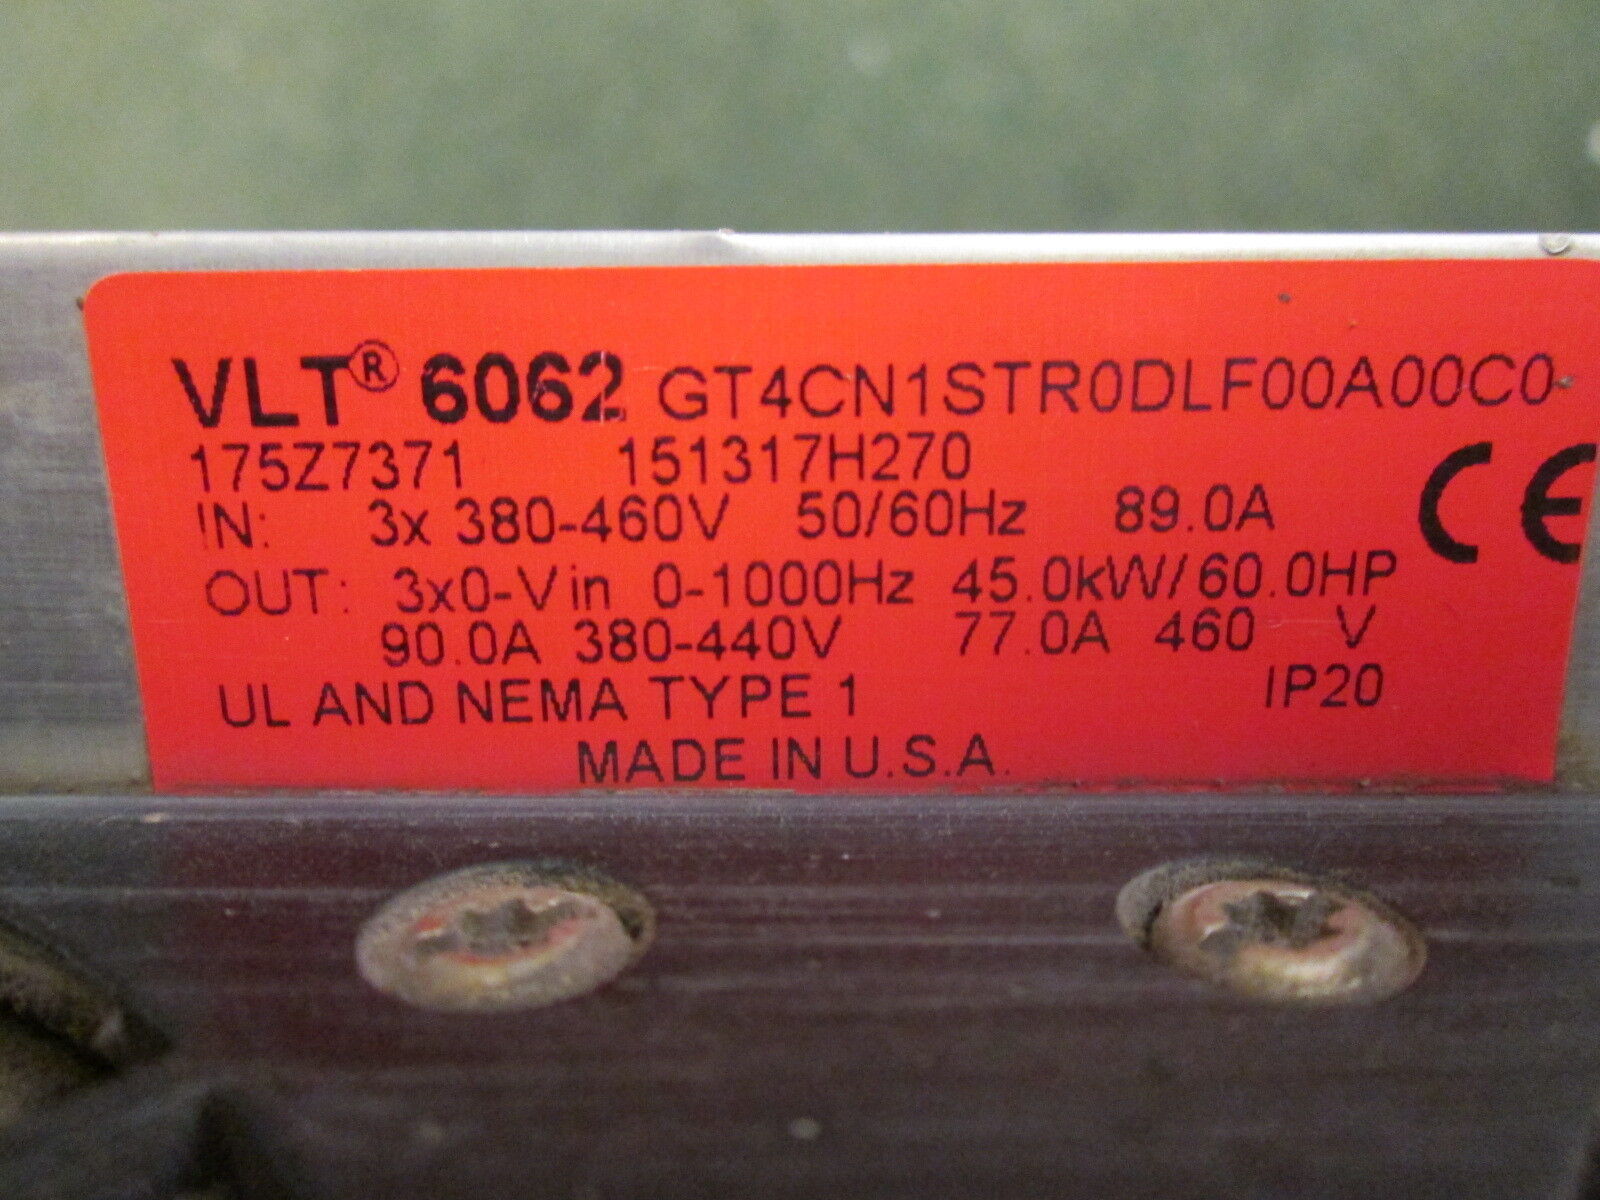 VLT® 6062 GT4CN1STR0DLF00A00C0
175Z7371 151317H270
IN: 3x 380-460V 50/60Hz 89.0A CE
OUT: 3x0-Vin 0-1000Hz 45.0kW/60.0HP
90.0A 380-440V 77.0A 460 V
UL AND NEMA TYPE 1 IP20
MADE IN U.S.A.